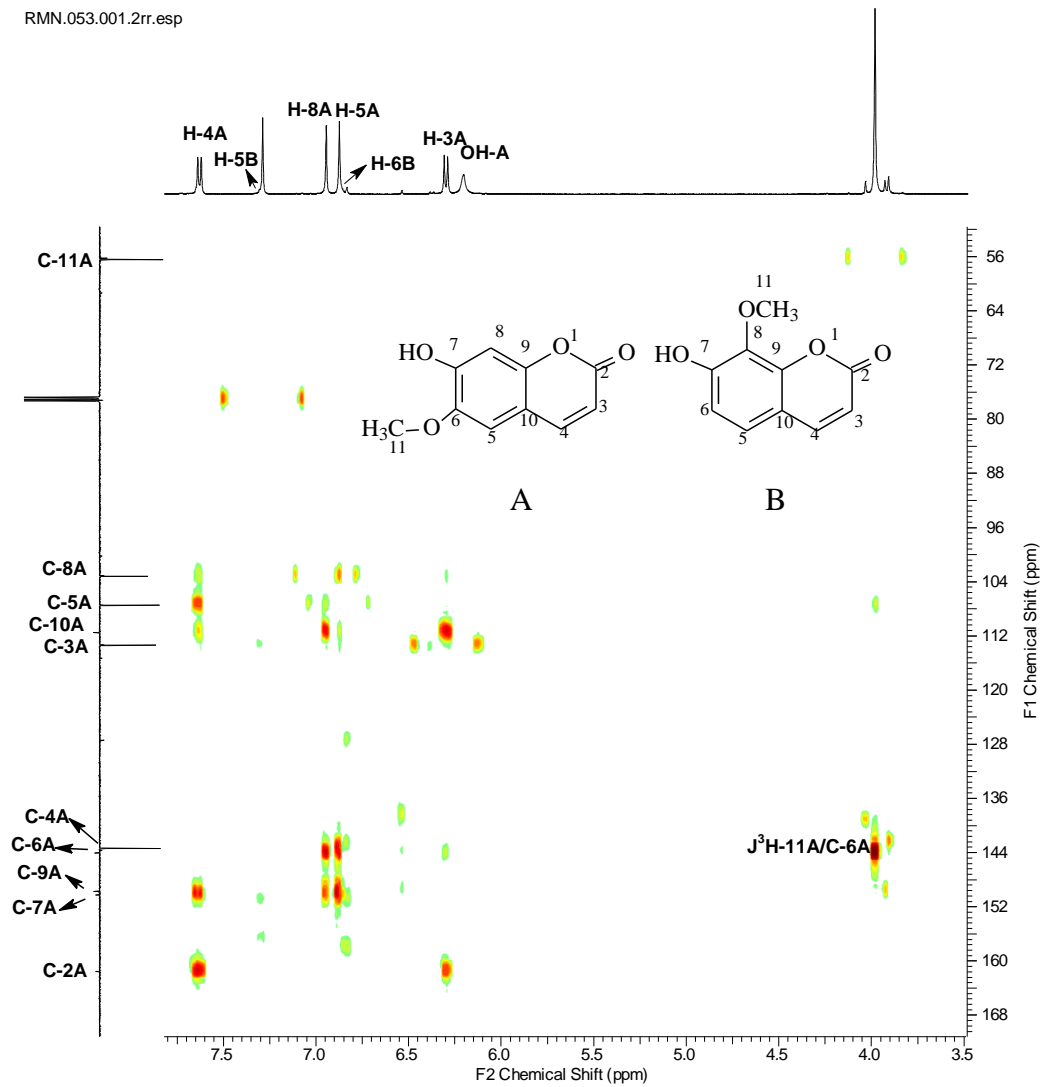 RMN.053.001.2rr.esp
H-4A
H-5B
H-8A
H-5A
H-6B
H-3A
OH-A
C-11A
C-8A
C-5A
C-10A
C-3A
C-4A
C-6A
C-9A
C-7A
C-2A
HO
7
8
9
O
1
O
2
3
4
10
5
6
H3C
O
11
A
11
OCH3
8
HO
7
9
O
1
O
2
3
4
10
5
6
B
J³H-11A/C-6A
56
64
72
80
88
96
104
112
120
128
136
144
152
160
168
F1 Chemical Shift (ppm)
7.5
7.0
6.5
6.0
5.5
5.0
4.5
4.0
3.5
F2 Chemical Shift (ppm)